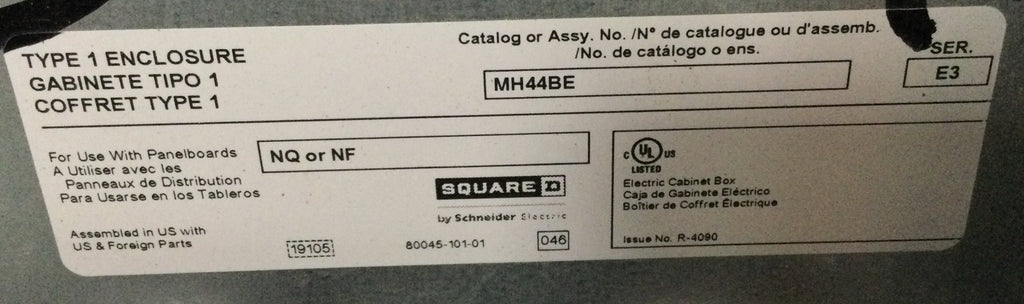 TYPE 1 ENCLOSURE
GABINETE TIPO 1
COFFRET TYPE 1
Catalog or Assy. No. /N° de catalogue ou d'assemb.
/No. de catálogo o ens.
MH44BE
SER.
E3
For Use With Panelboards
A Utiliser avec les
Panneaux de Distribution
Para Usarse en los Tableros
NQ or NF
SQUARE D
by Schneider Electric
Assembled in US with
US & Foreign Parts
19105
80045-101-01
046
c UL US
LISTED
Electric Cabinet Box
Caja de Gabinete Eléctrico
Boîtier de Coffret Électrique
Issue No. R-4090